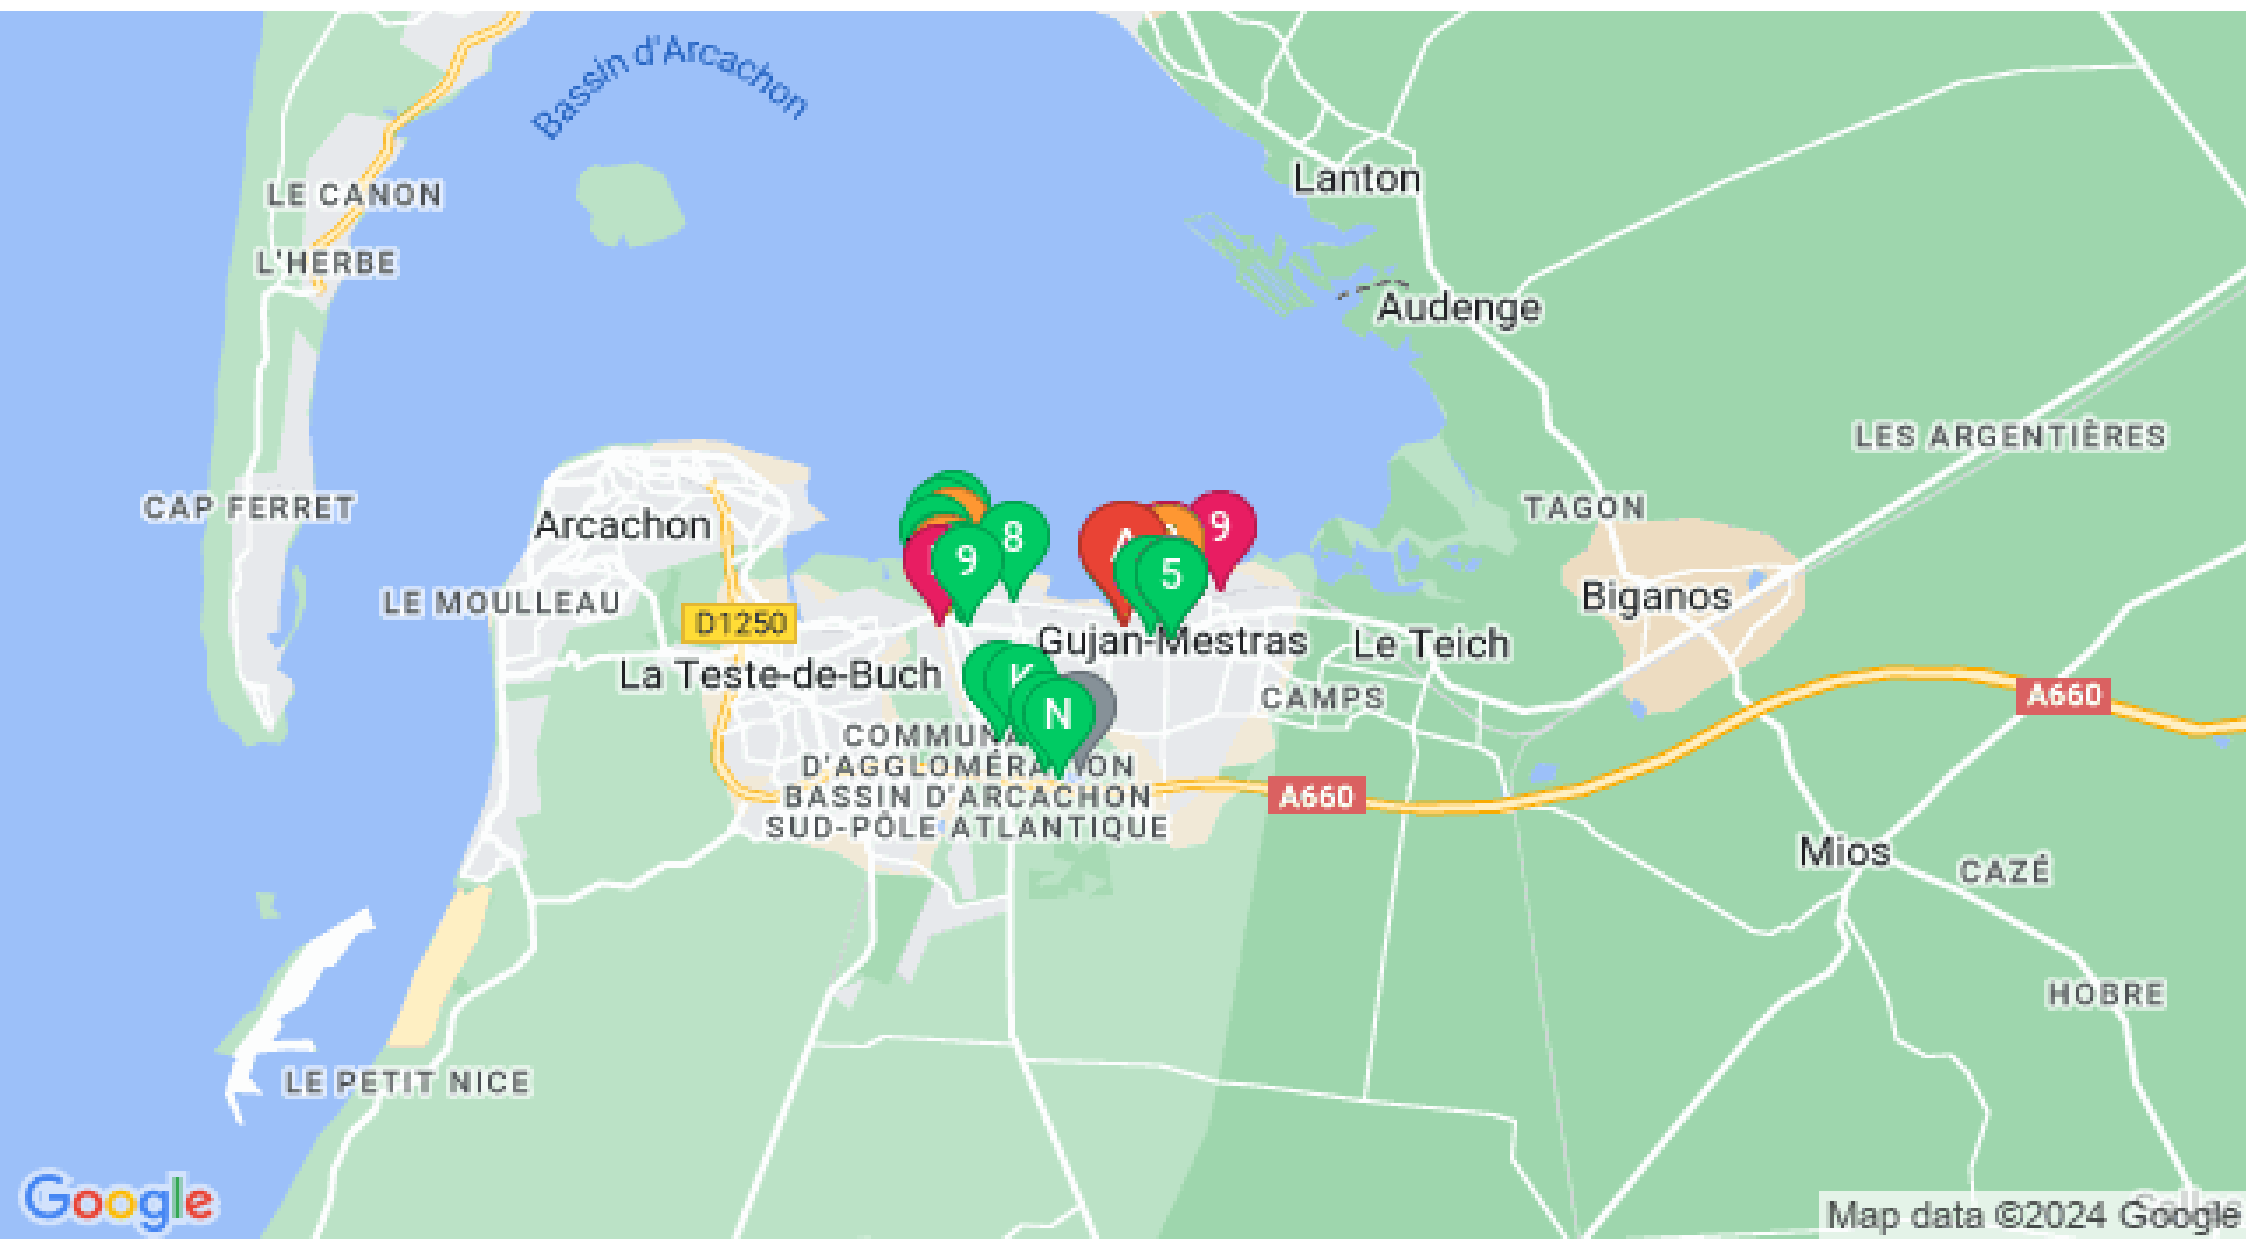 Bassin d'Arcachon
Lanton
LE CANON
L'HERBE
Audenge
LES ARGENTIÈRES
CAP FERRET
TAGON
Arcachon
8
9
9
5
Biganos
LE MOULLEAU
D1250
Gujan-Mestras
Le Teich
La Teste-de-Buch
K
CAMPS
A660
N
D'AGGLOMÉRATION
BASSIN D'ARCACHON
A660
SUD-PÔLE ATLANTIQUE
Mios
CAZÉ
HOBRE
LE PETIT NICE
Google
Map data ©2024 Google